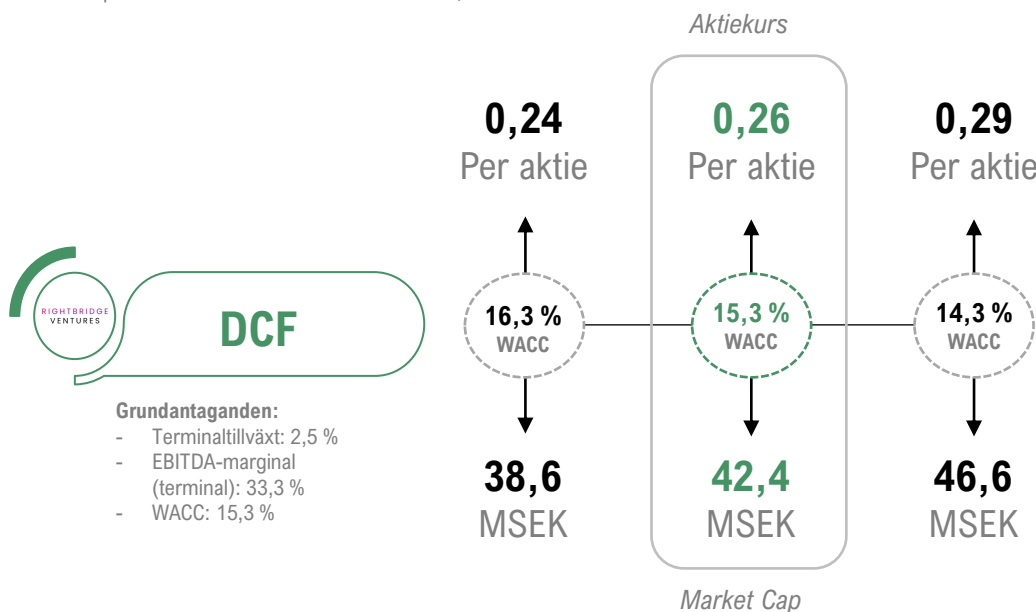 Aktiekurs
0,24
Per aktie
0,26
Per aktie
0,29
Per aktie
RIGHTBRIDGE
VENTURES
DCF
16,3 %
WACC
15,3 %
WACC
14,3 %
WACC
Grundantaganden:
- Terminaltillväxt: 2,5 %
- EBITDA-marginal
(terminal): 33,3 %
- WACC: 15,3 %
38,6
MSEK
42,4
MSEK
46,6
MSEK
Market Cap